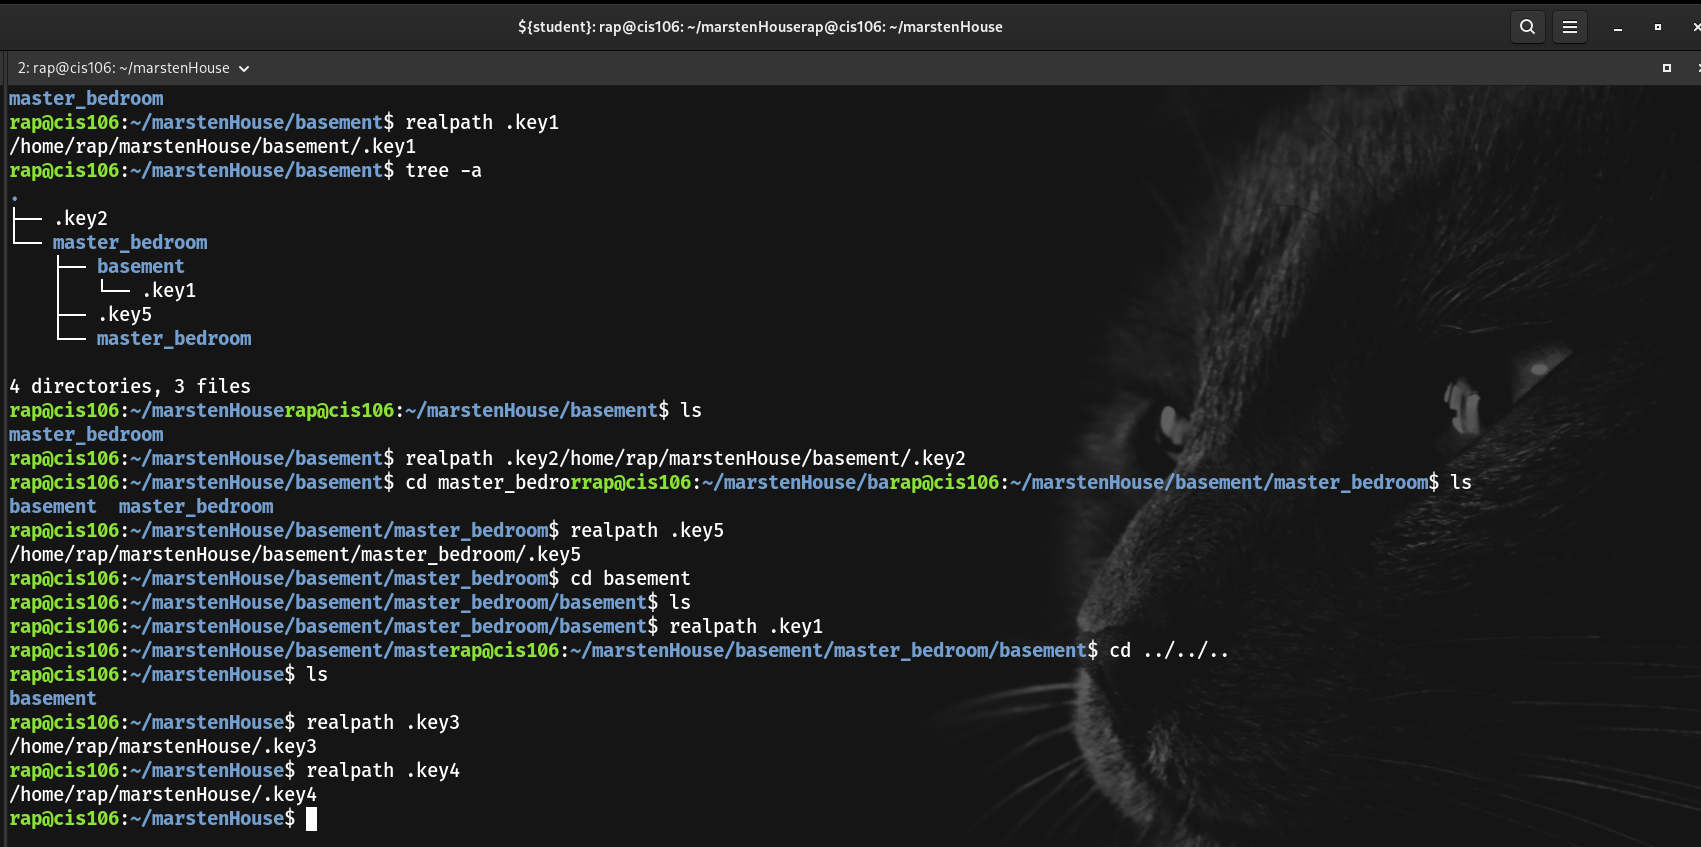 ${student}: rap@cis106: ~/marstenHouserap@cis106: ~/marstenHouse
2: rap@cis106: ~/marstenHouse
master_bedroom
rap@cis106:~/marstenHouse/basement$ realpath .key1
/home/rap/marstenHouse/basement/.key1
rap@cis106:~/marstenHouse/basement$ tree -a
.
├── .key2
└── master_bedroom
    ├── basement
    │   └── .key1
    ├── .key5
    └── master_bedroom
4 directories, 3 files
rap@cis106:~/marstenHouserap@cis106:~/marstenHouse/basement$ ls
master_bedroom
rap@cis106:~/marstenHouse/basement$ realpath .key2/home/rap/marstenHouse/basement/.key2
rap@cis106:~/marstenHouse/basement$ cd master_bedrorrap@cis106:~/marstenHouse/barap@cis106:~/marstenHouse/basement/master_bedroom$ ls
basement  master_bedroom
rap@cis106:~/marstenHouse/basement/master_bedroom$ realpath .key5
/home/rap/marstenHouse/basement/master_bedroom/.key5
rap@cis106:~/marstenHouse/basement/master_bedroom$ cd basement
rap@cis106:~/marstenHouse/basement/master_bedroom/basement$ ls
rap@cis106:~/marstenHouse/basement/master_bedroom/basement$ realpath .key1
rap@cis106:~/marstenHouse/basement/masterap@cis106:~/marstenHouse/basement/master_bedroom/basement$ cd ../../..
rap@cis106:~/marstenHouse$ ls
basement
rap@cis106:~/marstenHouse$ realpath .key3
/home/rap/marstenHouse/.key3
rap@cis106:~/marstenHouse$ realpath .key4
/home/rap/marstenHouse/.key4
rap@cis106:~/marstenHouse$